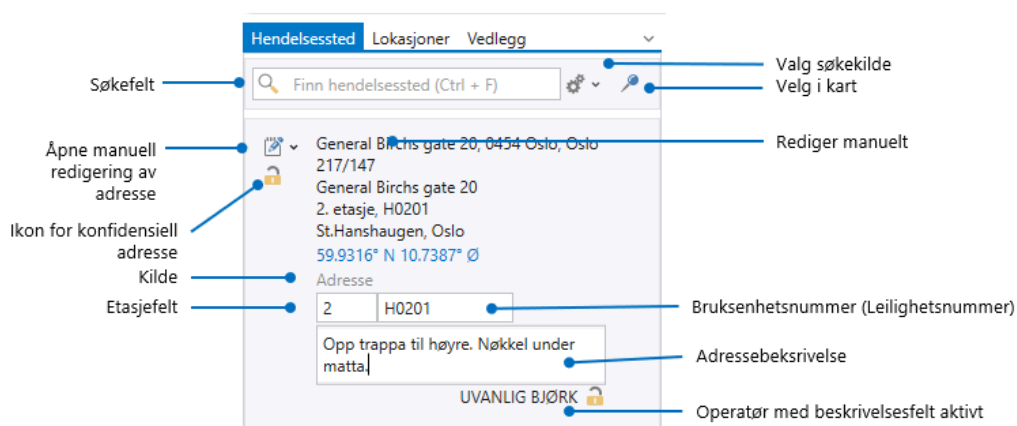 Hendelsessted Lokasjoner Vedlegg
Valg søkekilde
Søkefelt
Finn hendelsessted (Ctrl + F)
Velg i kart
Åpne manuell
redigering av
adresse
General Birchs gate 20, 0454 Oslo, Oslo
Rediger manuelt
217/147
General Birchs gate 20
2. etasje, H0201
Ikon for konfidensiell
adresse
St.Hanshaugen, Oslo
59.9316° N 10.7387° Ø
Kilde
Adresse
Etasjefelt
2
H0201
Bruksenhetsnummer (Leilighetsnummer)
Opp trappa til høyre. Nøkkel under
matta.
Adressebeksrivelse
UVANLIG BJØRK
Operatør med beskrivelsesfelt aktivt